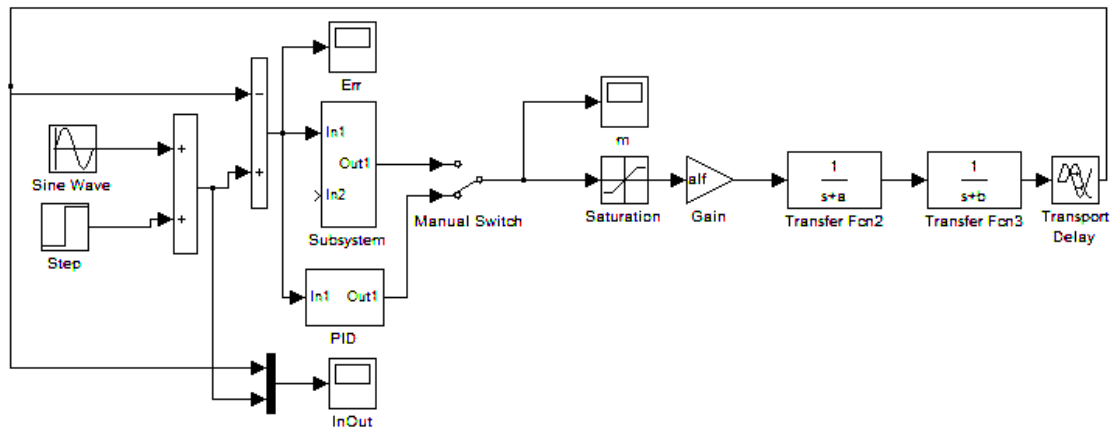 Err
−
+
+
+
Sine Wave
Step
In1
Out1
In2
Subsystem
In1 Out1
PID
InOut
Manual Switch
m
Saturation
alf
Gain
1
s+a
Transfer Fcn2
1
s+b
Transfer Fcn3
Transport
Delay